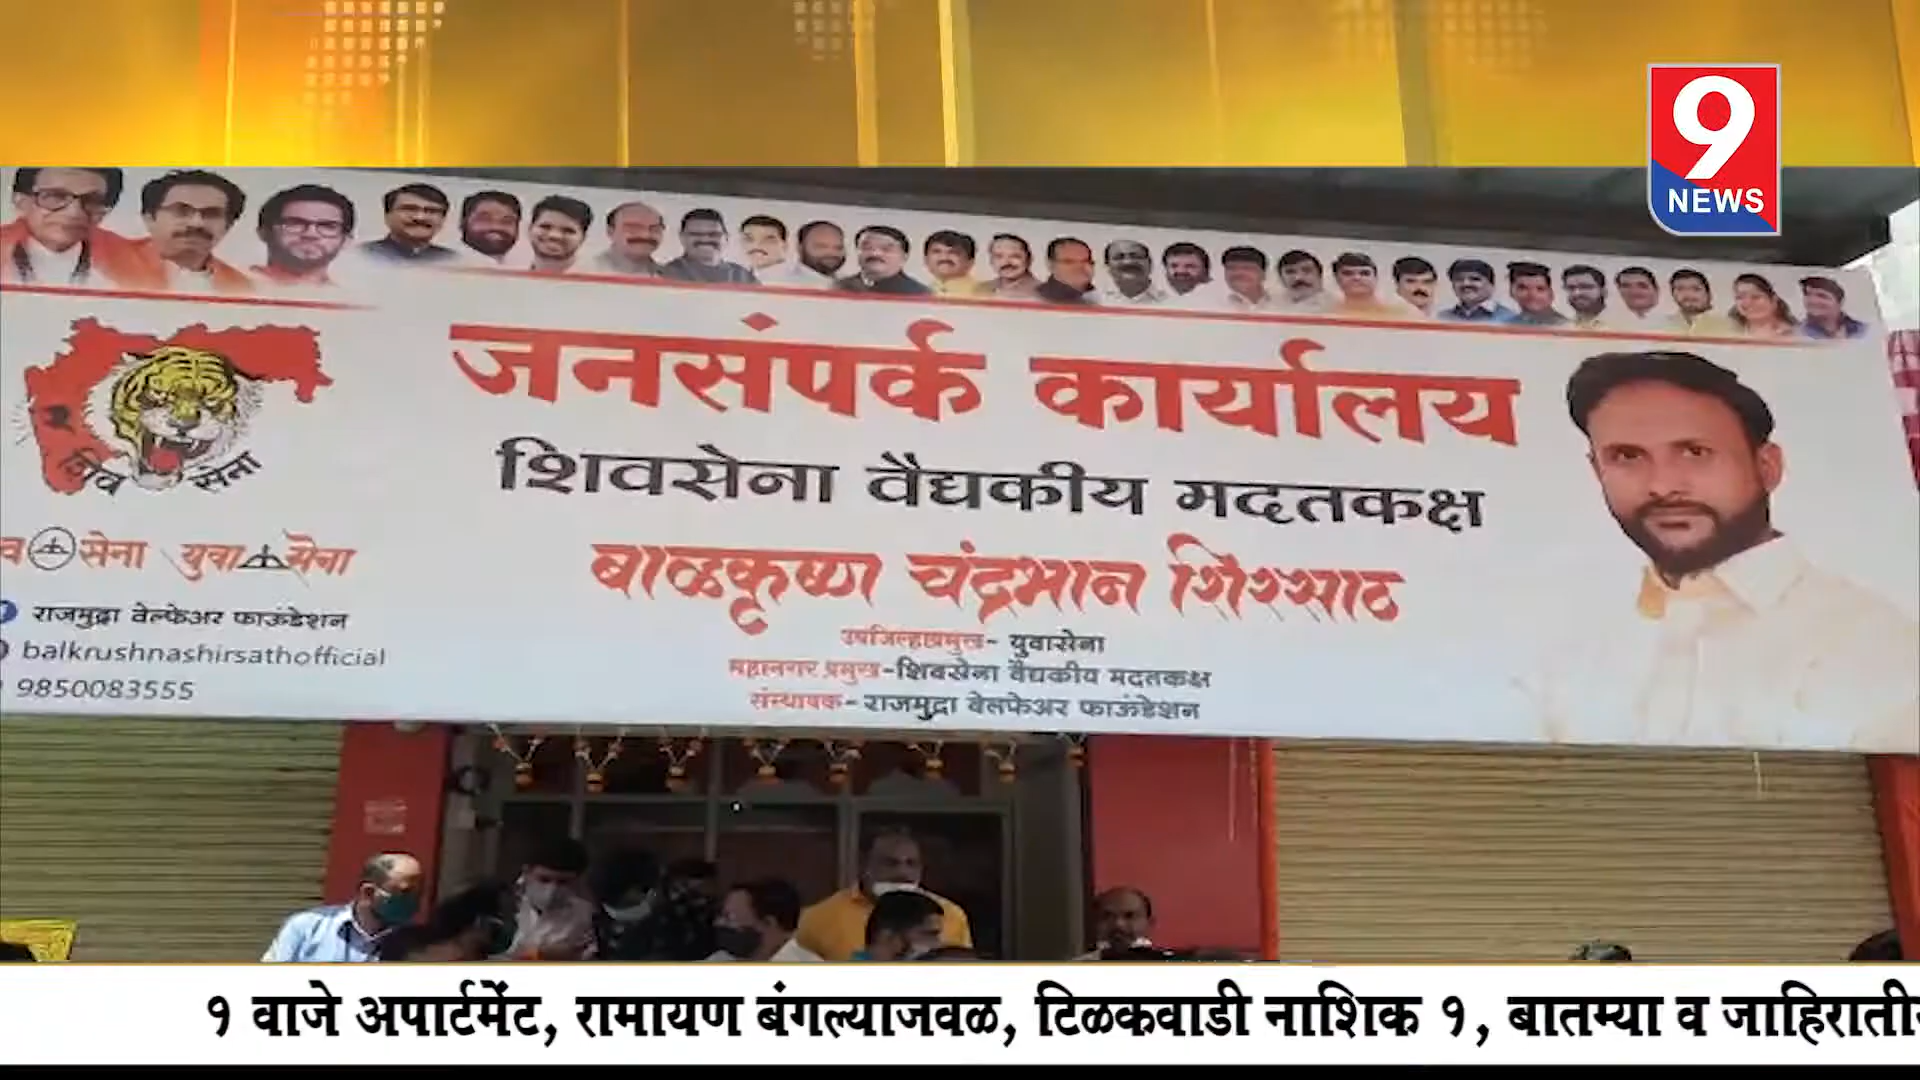 9
NEWS
जनसंपर्क कार्यालय
शिवसेना वैद्यकीय मदतकक्ष
बाळकृष्ण चंद्रभान शिरसाठ
उपजिल्हाप्रमुख- युवासेना
महानगर प्रमुख-शिवसेना वैद्यकीय मदतकक्ष
संस्थापक-राजमुद्रा वेलफेअर फाऊंडेशन
शिव सेना
व सेना युवा सेना
राजमुद्रा वेल्फेअर फाऊंडेशन
balkrushnashirsathofficial
9850083555
१ वाजे अपार्टमेंट, रामायण बंगल्याजवळ, टिळकवाडी नाशिक १, बातम्या व